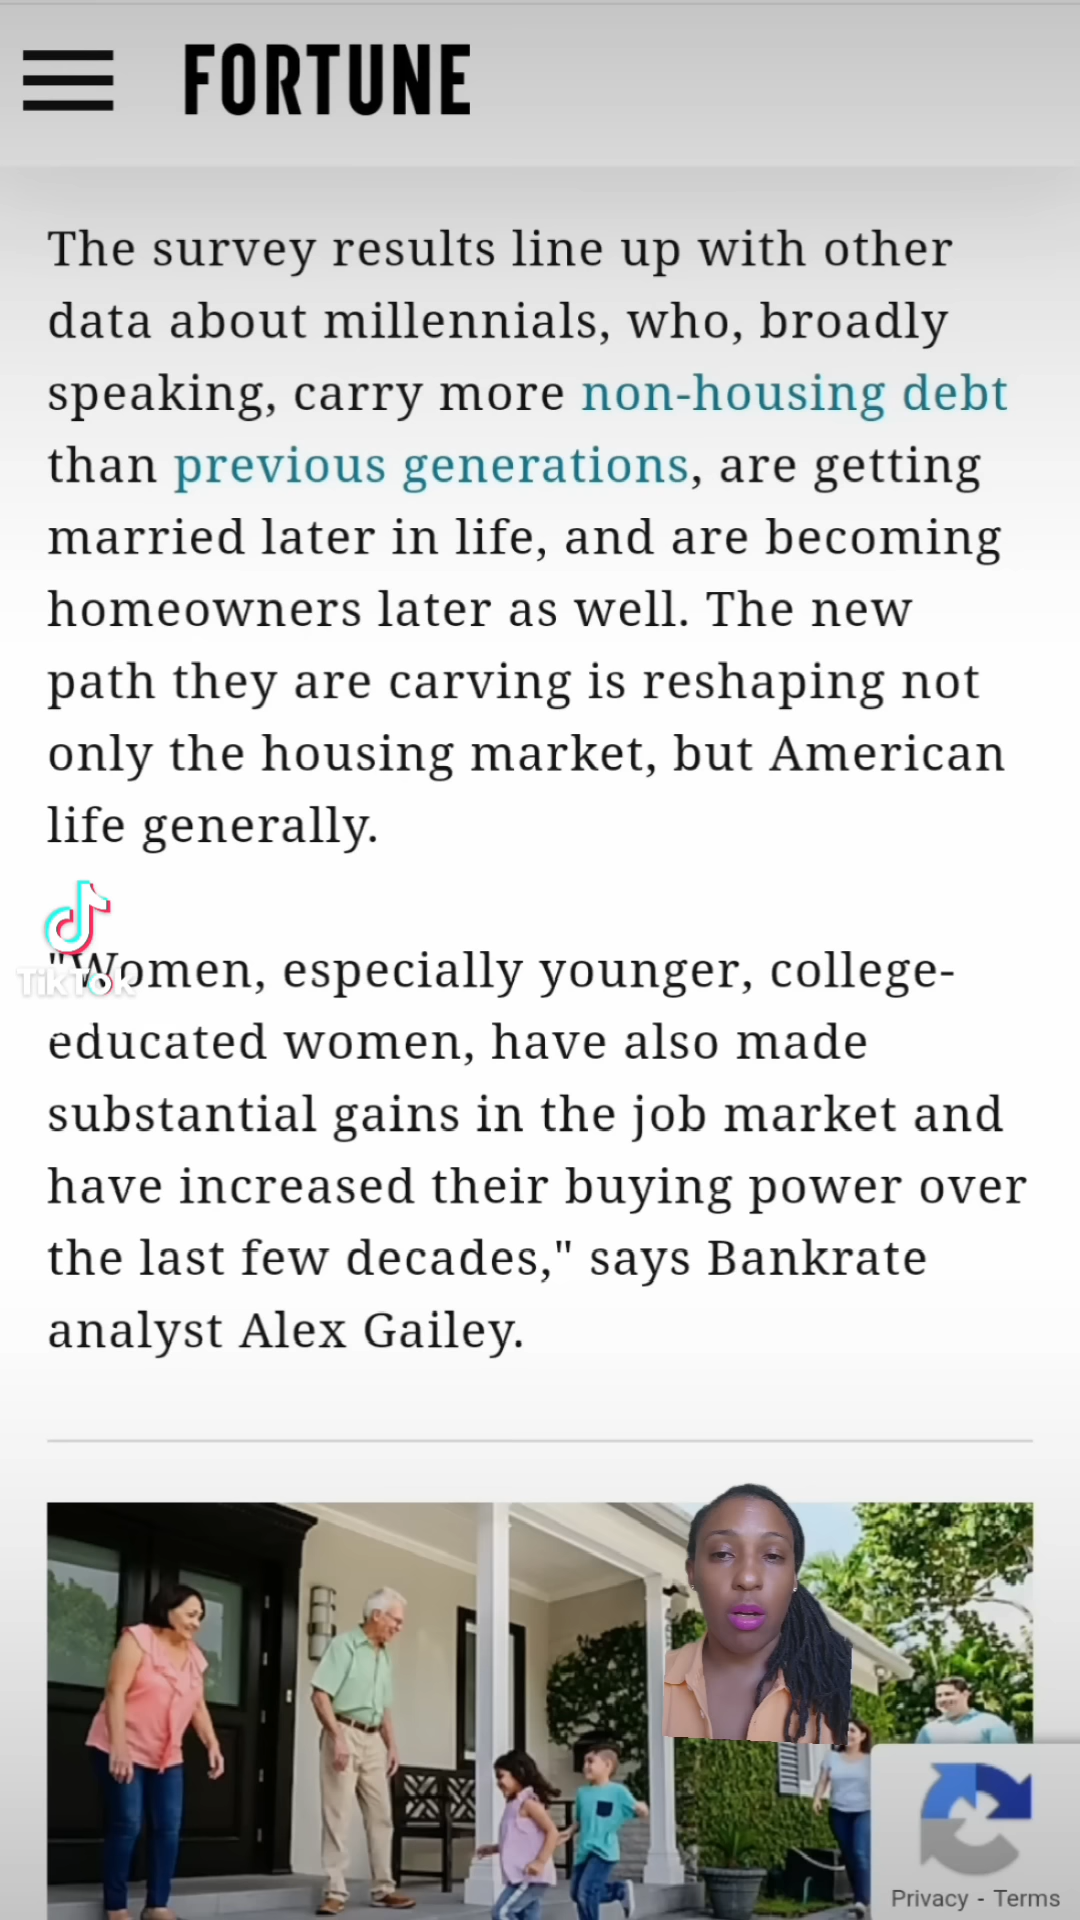 FORTUNE
The survey results line up with other
data about millennials, who, broadly
speaking, carry more non-housing debt
than previous generations, are getting
married later in life, and are becoming
homeowners later as well. The new
path they are carving is reshaping not
only the housing market, but American
life generally.
TikTok
"Women, especially younger, college-
educated women, have also made
substantial gains in the job market and
have increased their buying power over
the last few decades," says Bankrate
analyst Alex Gailey.
Privacy - Terms